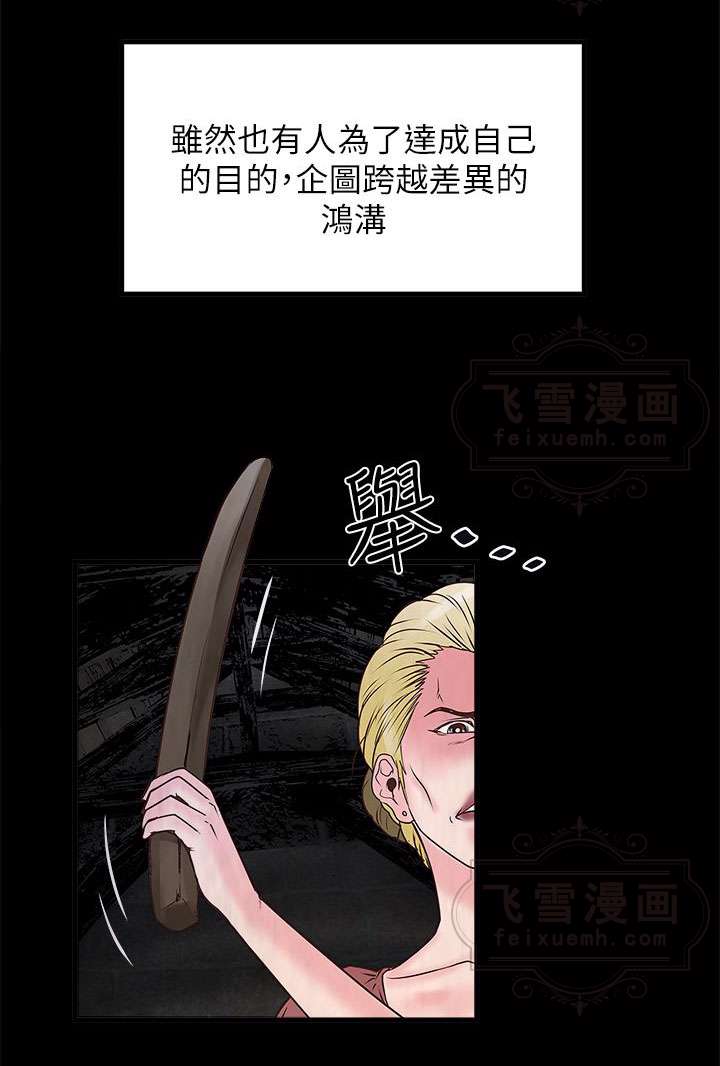 雖然也有人為了達成自己
的目的,企圖跨越差異的
鴻溝
飞雪漫画
feixuemh.com
舉...
飞雪漫画
feixuemh.com